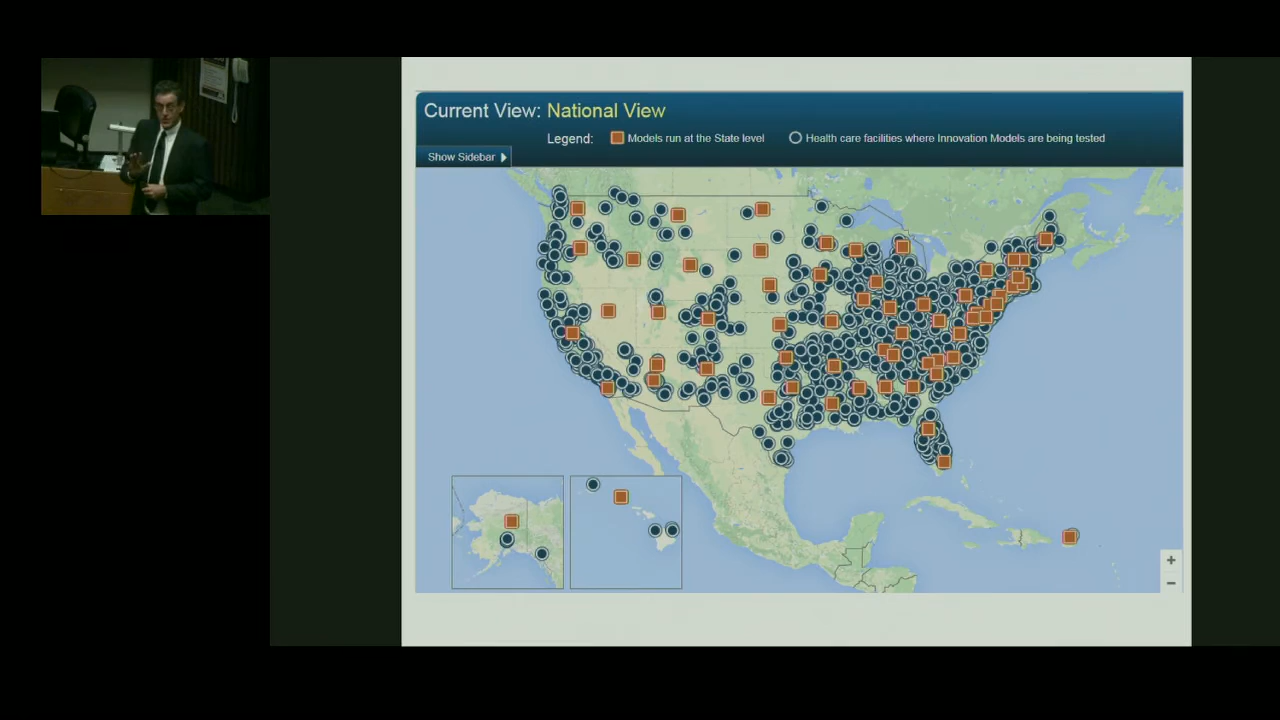 Current View: National View
Legend: Models run at the State level Health care facilities where Innovation Models are being tested
Show Sidebar